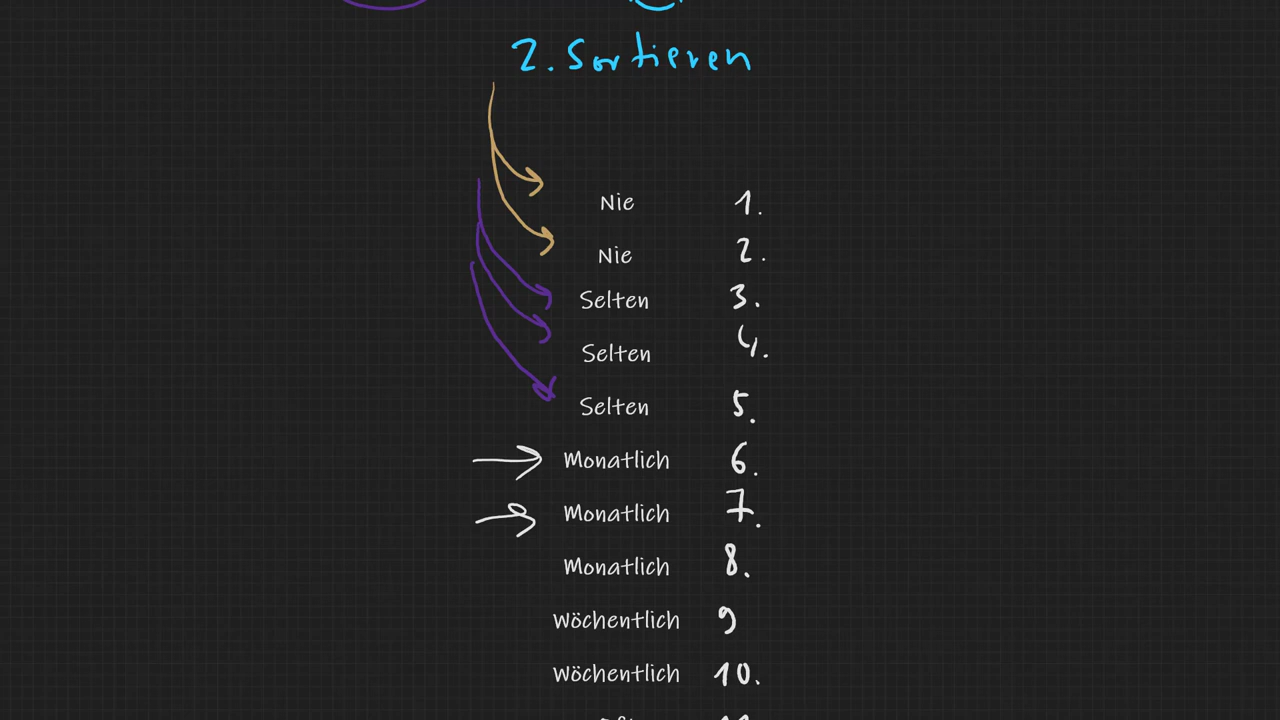 2. Sortieren
Nie 1.
Nie 2.
Selten 3.
Selten 4.
Selten 5.
Monatlich 6.
Monatlich 7.
Monatlich 8.
Wöchentlich 9
Wöchentlich 10.